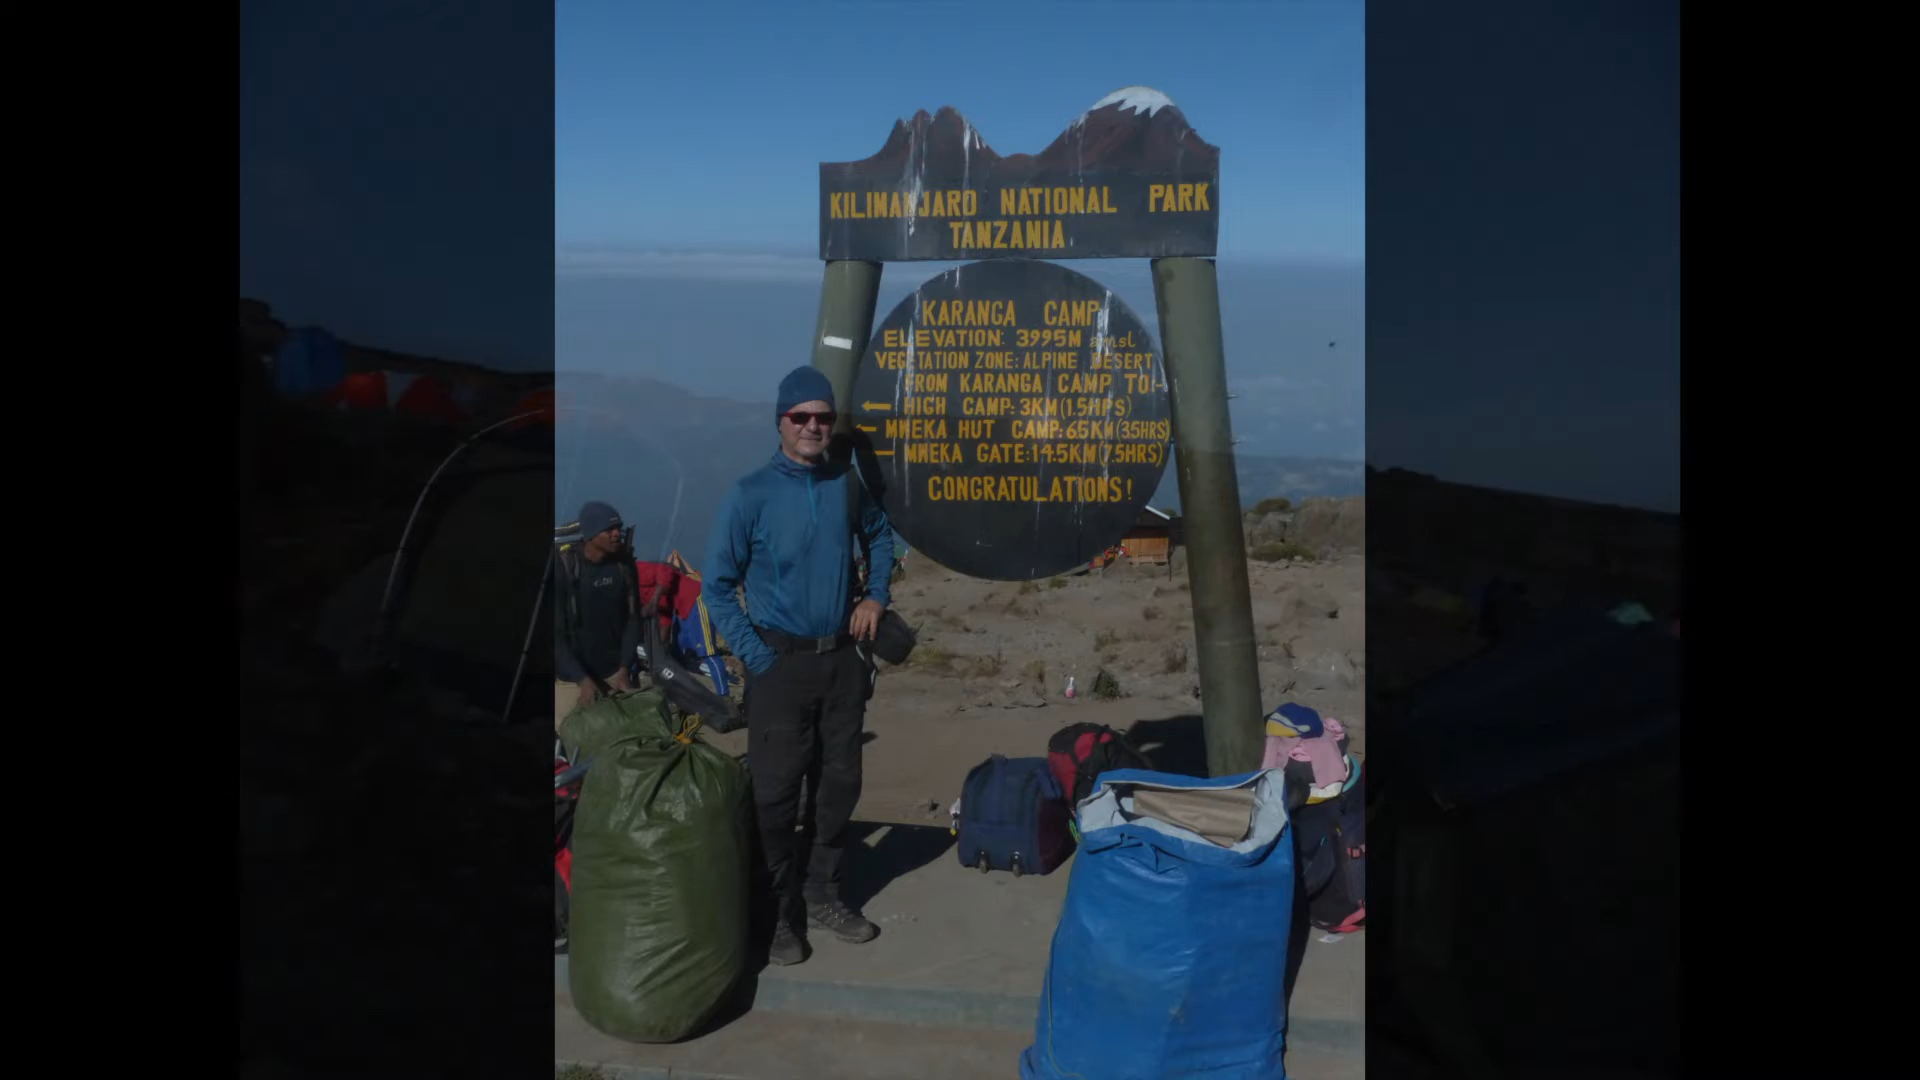 KILIMANJARO NATIONAL PARK
TANZANIA
KARANGA CAMP
ELEVATION: 3995M amsl
VEGETATION ZONE: ALPINE DESERT
FROM KARANGA CAMP TO:-
← HIGH CAMP: 3KM (1.5HRS)
← MWEKA HUT CAMP: 6.5KM (3.5HRS)
← MWEKA GATE: 14.5KM (7.5HRS)
CONGRATULATIONS!